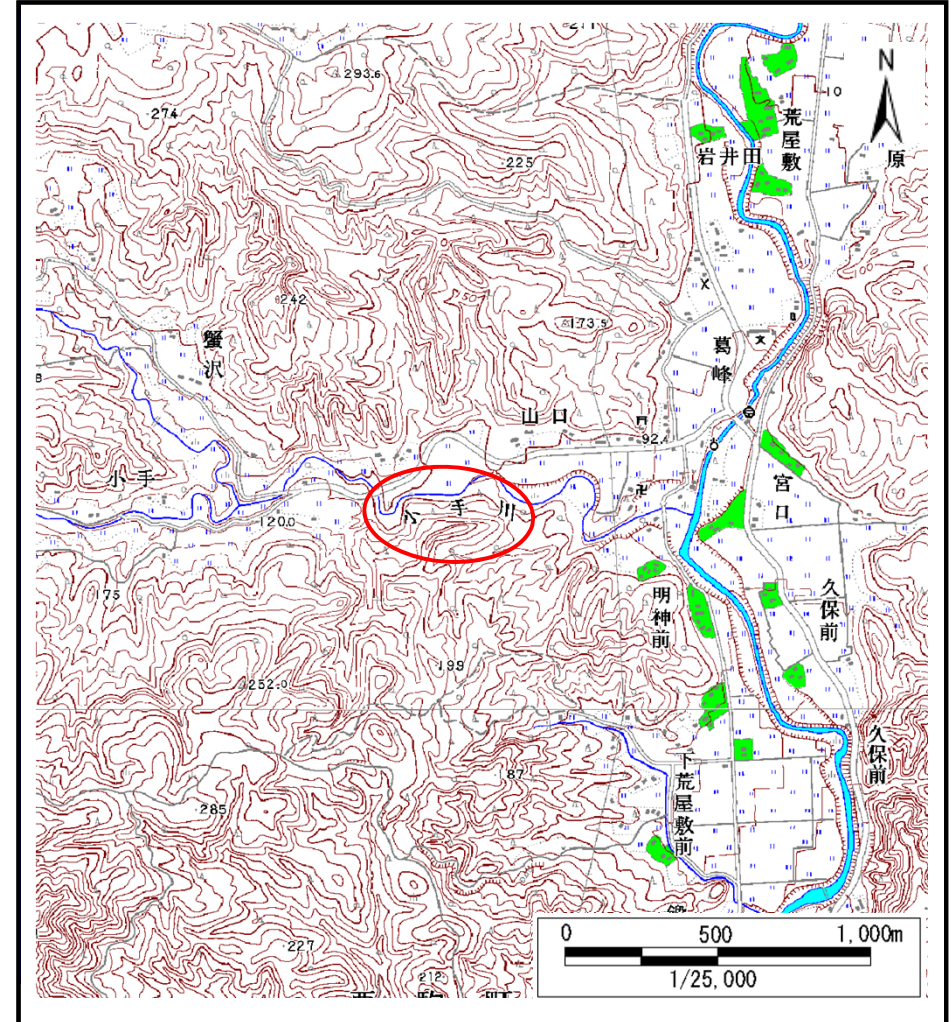 293.6
274
N
10
荒屋敷
岩井田
原
225
242
173.5
蟹沢
葛峰
山口
92.4
小手
宮口
小手川
120.0
久保前
明神前
175
199
252.0
久保前
187
下荒屋敷前
285
227
212
0 500 1,000m
1/25,000